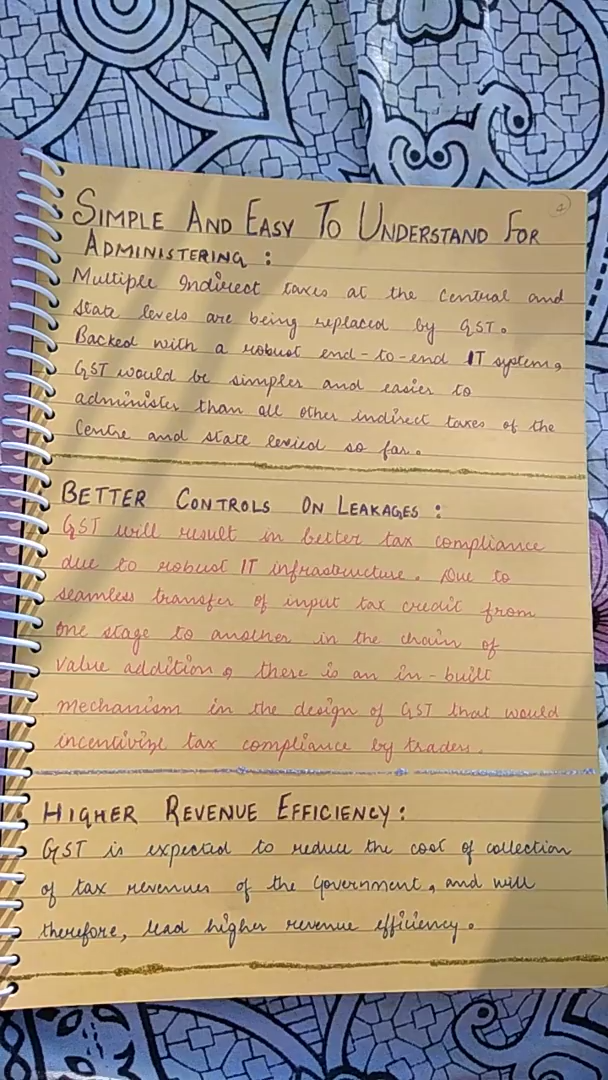 SIMPLE AND EASY TO UNDERSTAND FOR
ADMINISTERING :
Multiple Indirect taxes at the Central and
State levels are being replaced by GST.
Backed with a robust end-to-end IT system,
GST would be simpler and easier to
administer than all other indirect taxes of the
Centre and State levied so far.
BETTER CONTROLS ON LEAKAGES :
GST will result in better tax compliance
due to robust IT infrastructure. Due to
seamless transfer of input tax credit from
one stage to another in the chain of
value addition, there is an in-built
mechanism in the design of GST that would
incentivize tax compliance by traders.
HIGHER REVENUE EFFICIENCY :
GST is expected to reduce the cost of collection
of tax revenues of the Government, and will
therefore, lead higher revenue efficiency.